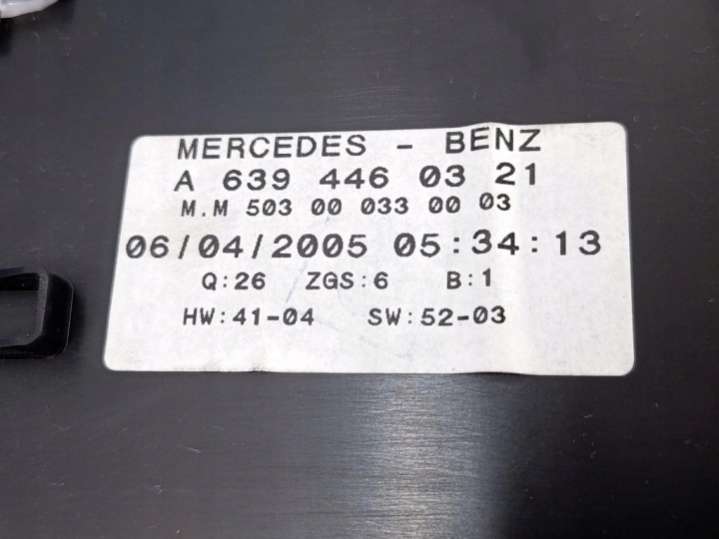 MERCEDES - BENZ
A 639 446 03 21
M.M 503 00 033 00 03
06/04/2005 05:34:13
Q:26 ZGS:6 B:1
HW:41-04 SW:52-03